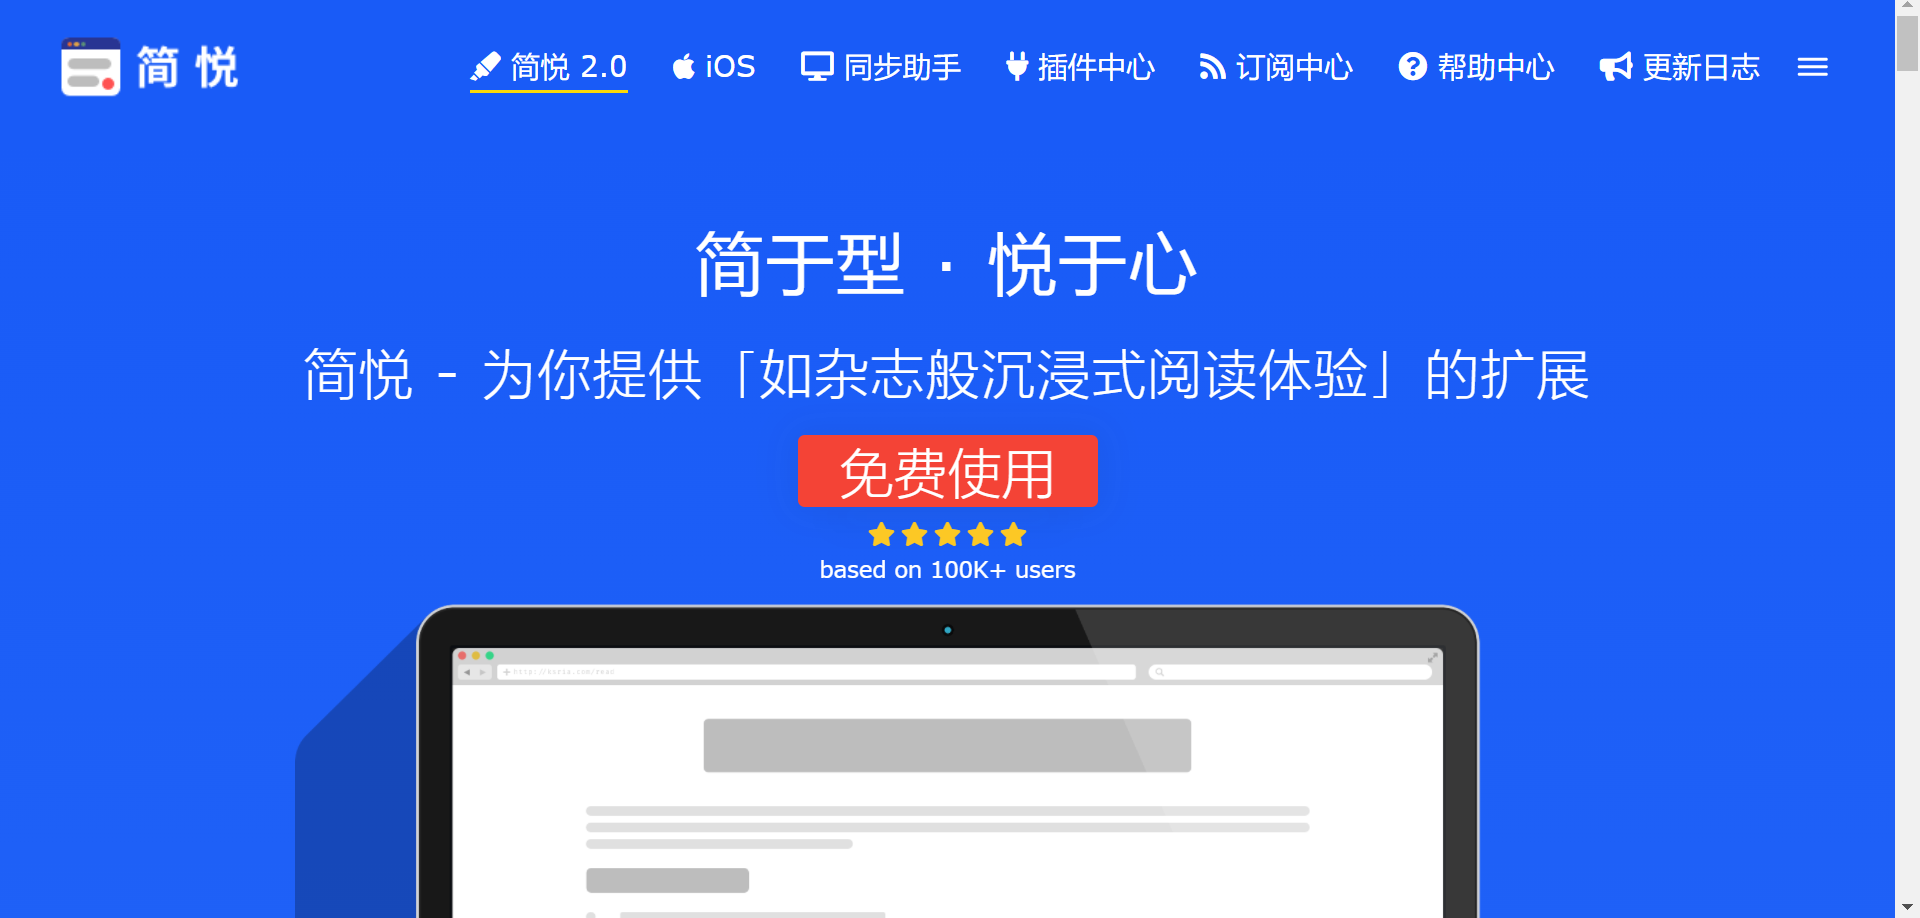 简 悦
简悦 2.0
iOS
同步助手
插件中心
订阅中心
帮助中心
更新日志
简于型 · 悦于心
简悦 - 为你提供「如杂志般沉浸式阅读体验」的扩展
免费使用
based on 100K+ users